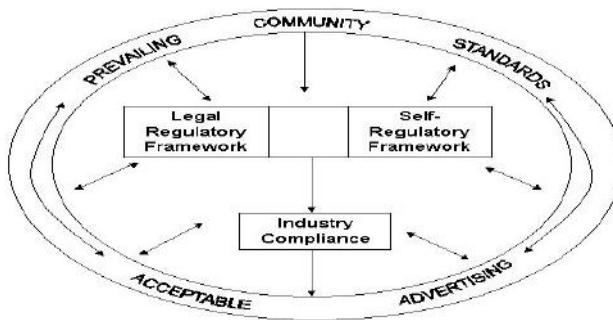 COMMUNITY
PREVAILING
STANDARDS
Legal
Regulatory
Framework
Self-
Regulatory
Framework
Industry
Compliance
ACCEPTABLE
ADVERTISING